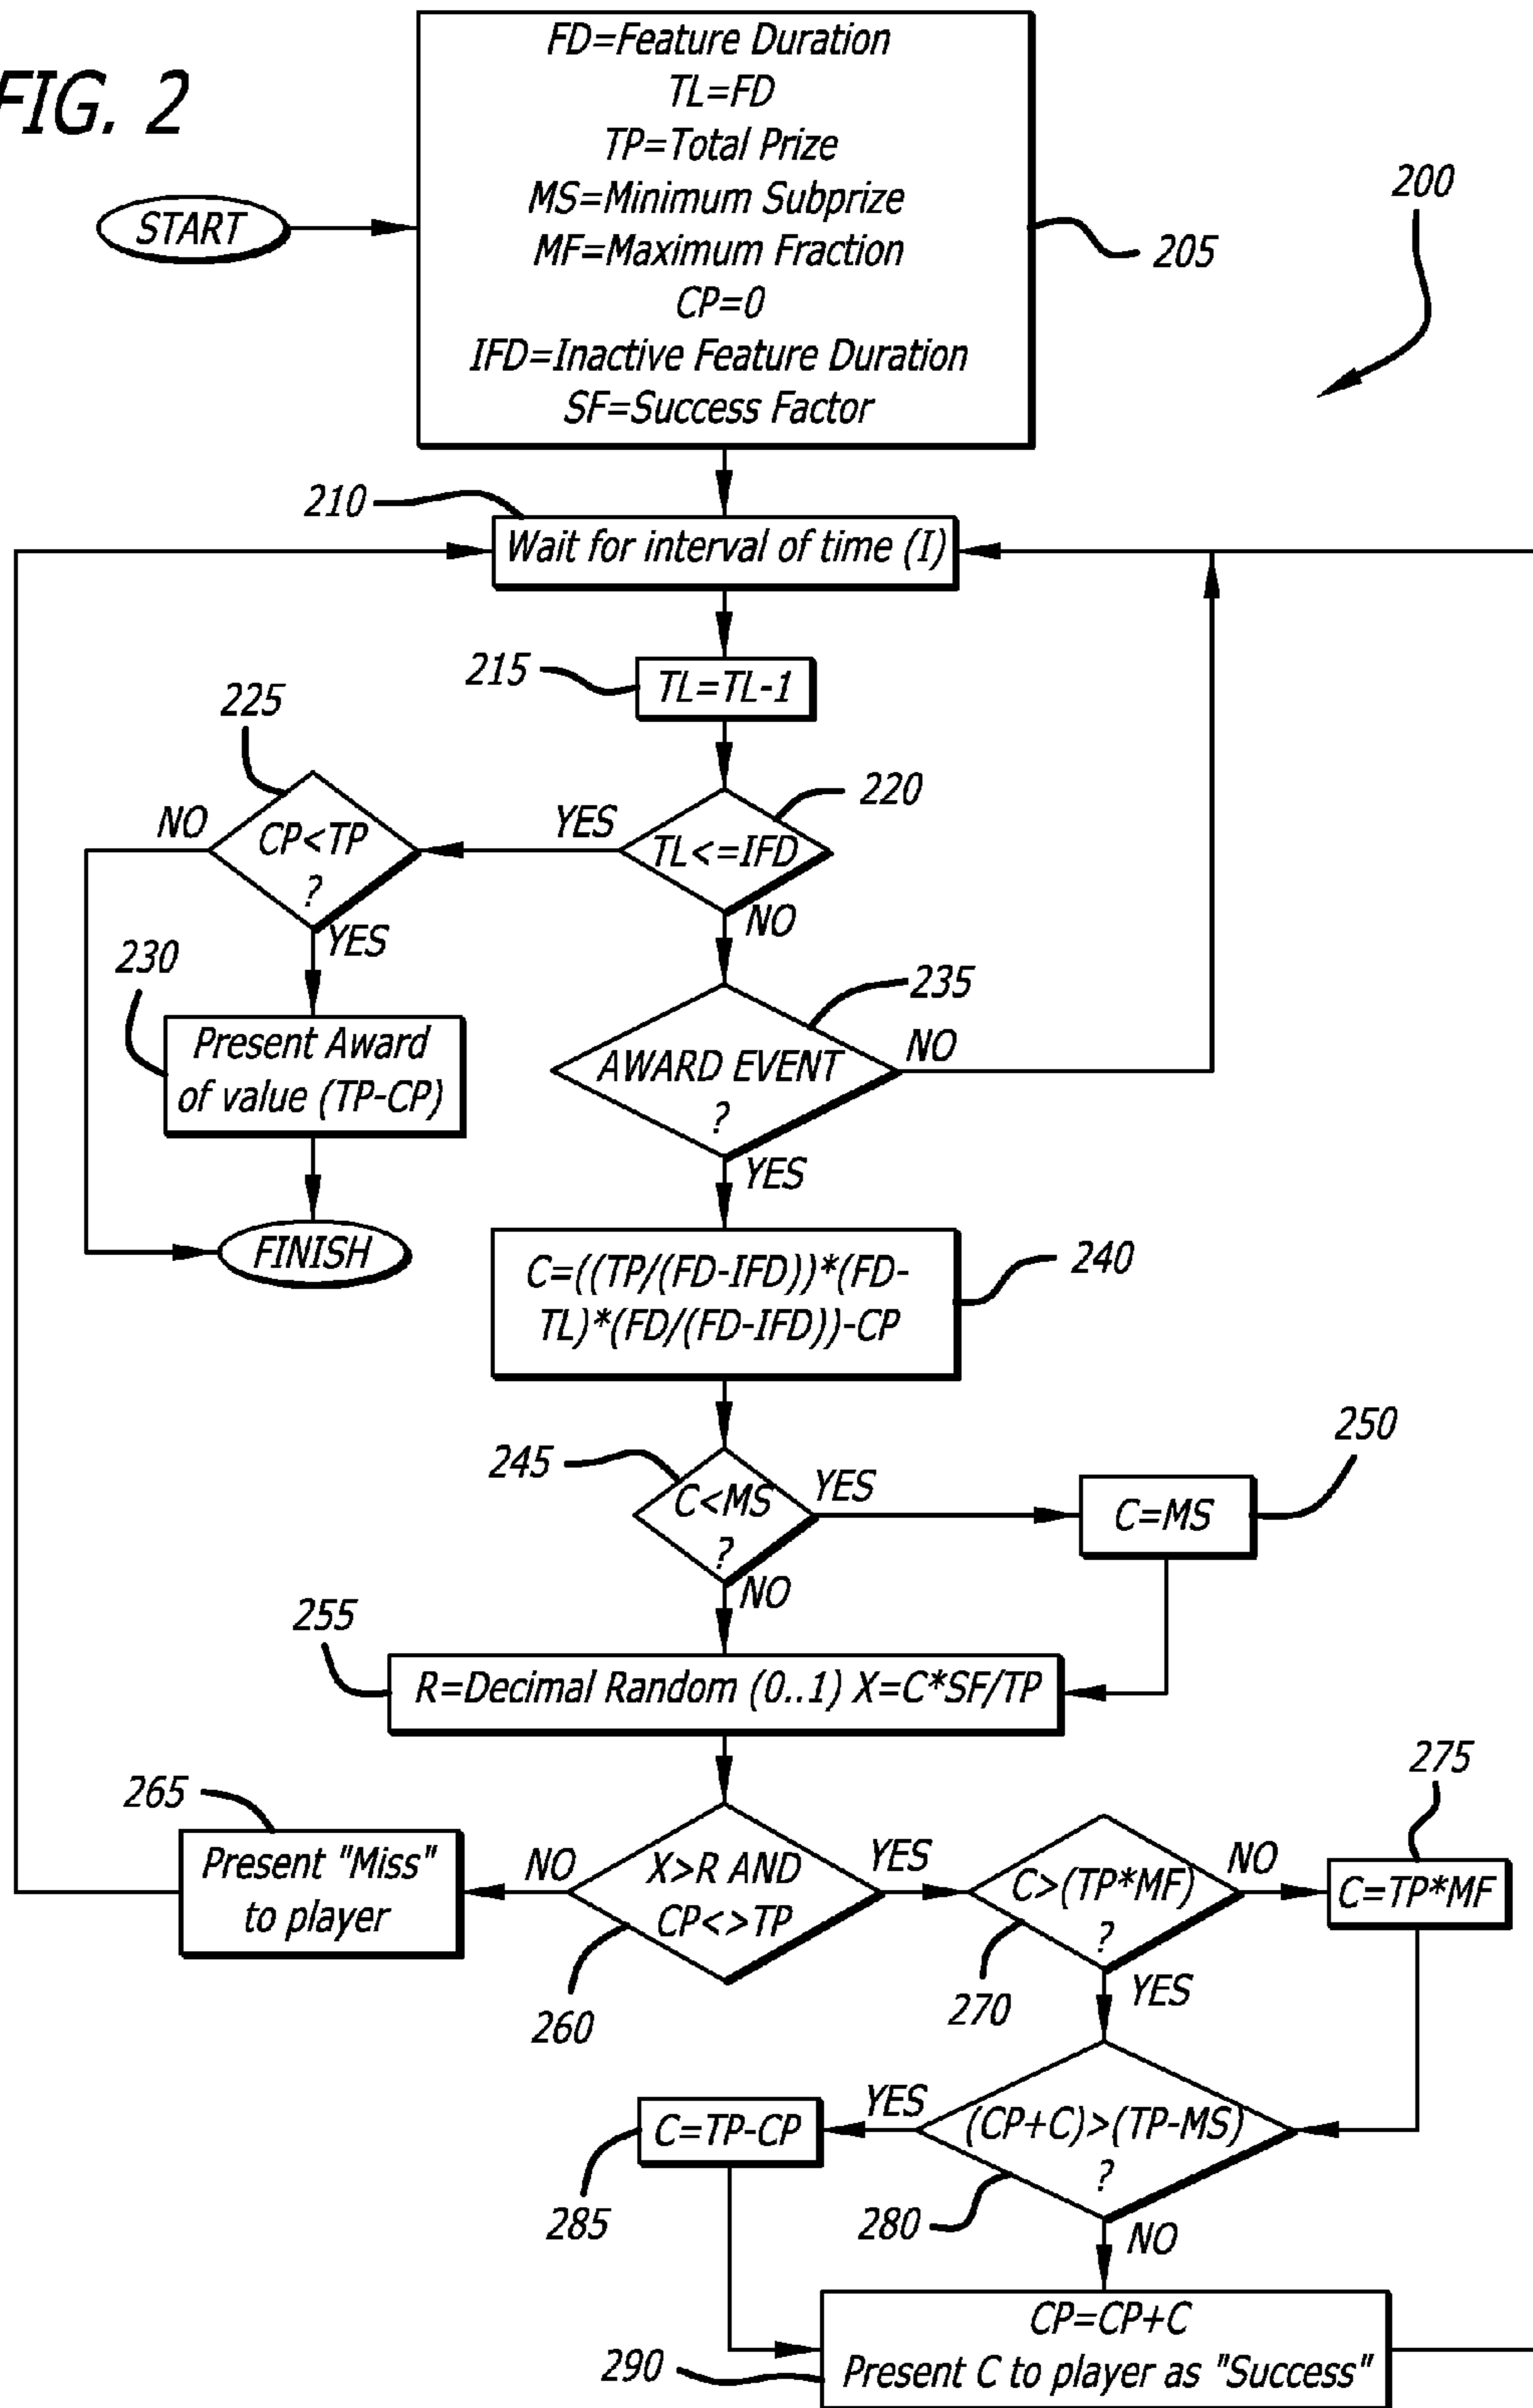 FIG. 2
START
FD=Feature Duration
TL=FD
TP=Total Prize
MS=Minimum Subprize
MF=Maximum Fraction
CP=0
IFD=Inactive Feature Duration
SF=Success Factor
200
205
210
Wait for interval of time (I)
215
TL=TL-1
225
220
NO
CP<TP
?
YES
TL<=IFD
YES
NO
230
235
Present Award
of value (TP-CP)
AWARD EVENT
?
NO
YES
FINISH
C=((TP/(FD-IFD))*(FD-
TL)*(FD/(FD-IFD))-CP
240
245
C<MS
?
YES
250
C=MS
NO
255
R=Decimal Random (0..1) X=C*SF/TP
265
275
Present "Miss"
to player
NO
X>R AND
CP<>TP
YES
C>(TP*MF)
?
NO
C=TP*MF
260
270
YES
C=TP-CP
YES
(CP+C)>(TP-MS)
?
285
280
NO
CP=CP+C
Present C to player as "Success"
290